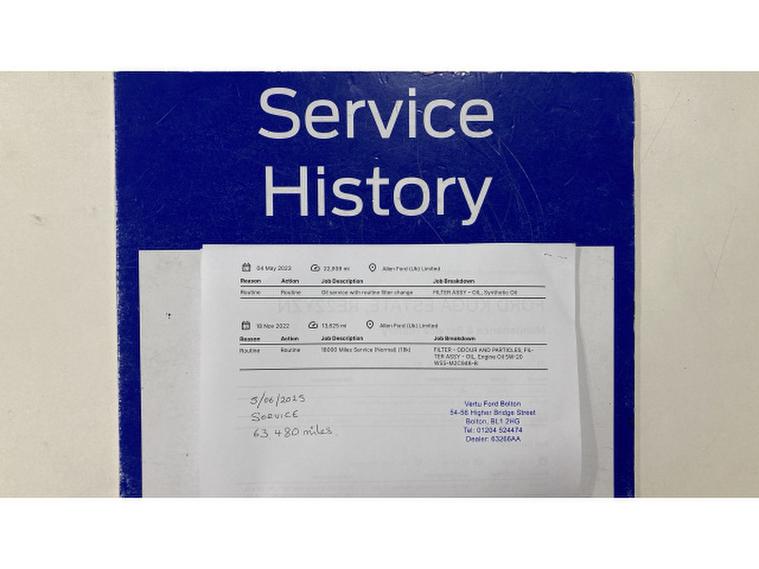 Service
History
04 May 2023 22,939 mi Allen Ford (Uk) Limited
Reason Action Job Description Job Breakdown
Routine Routine Oil service with routine filter change FILTER ASSY - OIL, Synthetic Oil
18 Nov 2022 13,625 mi Allen Ford (Uk) Limited
Reason Action Job Description Job Breakdown
Routine Routine 18000 Miles Service (Normal) (18k) FILTER - ODOUR AND PARTICLES, FIL-
TER ASSY - OIL, Engine Oil 5W-20
WSS-M2C948-B
5/06/2025
SERVICE
63 480 miles.
Vertu Ford Bolton
54-56 Higher Bridge Street
Bolton, BL1 2HG
Tel: 01204 524474
Dealer: 63266AA